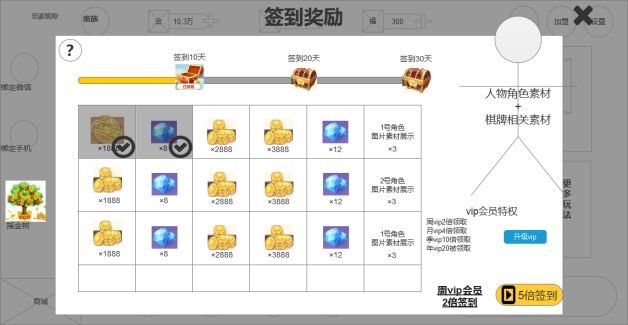 玩家昵称
贵族
金
10.3万
签到奖励
福
300
加盟
设置
?
绑定微信
绑定手机
摇金树
商城
更多玩法
签到10天
签到20天
签到30天
×1888
×8
×2888
×3888
×12
1号角色
图片素材展示
×3
×1888
×8
×2888
×3888
×12
2号角色
图片素材展示
×3
×1888
×8
×2888
×3888
×12
1号角色
图片素材展示
×3
人物角色素材
+
棋牌相关素材
vip会员特权
周vip2倍领取
月vip4倍领取
季vip10倍领取
年vip20被领取
升级vip
周vip会员
2倍签到
5倍签到